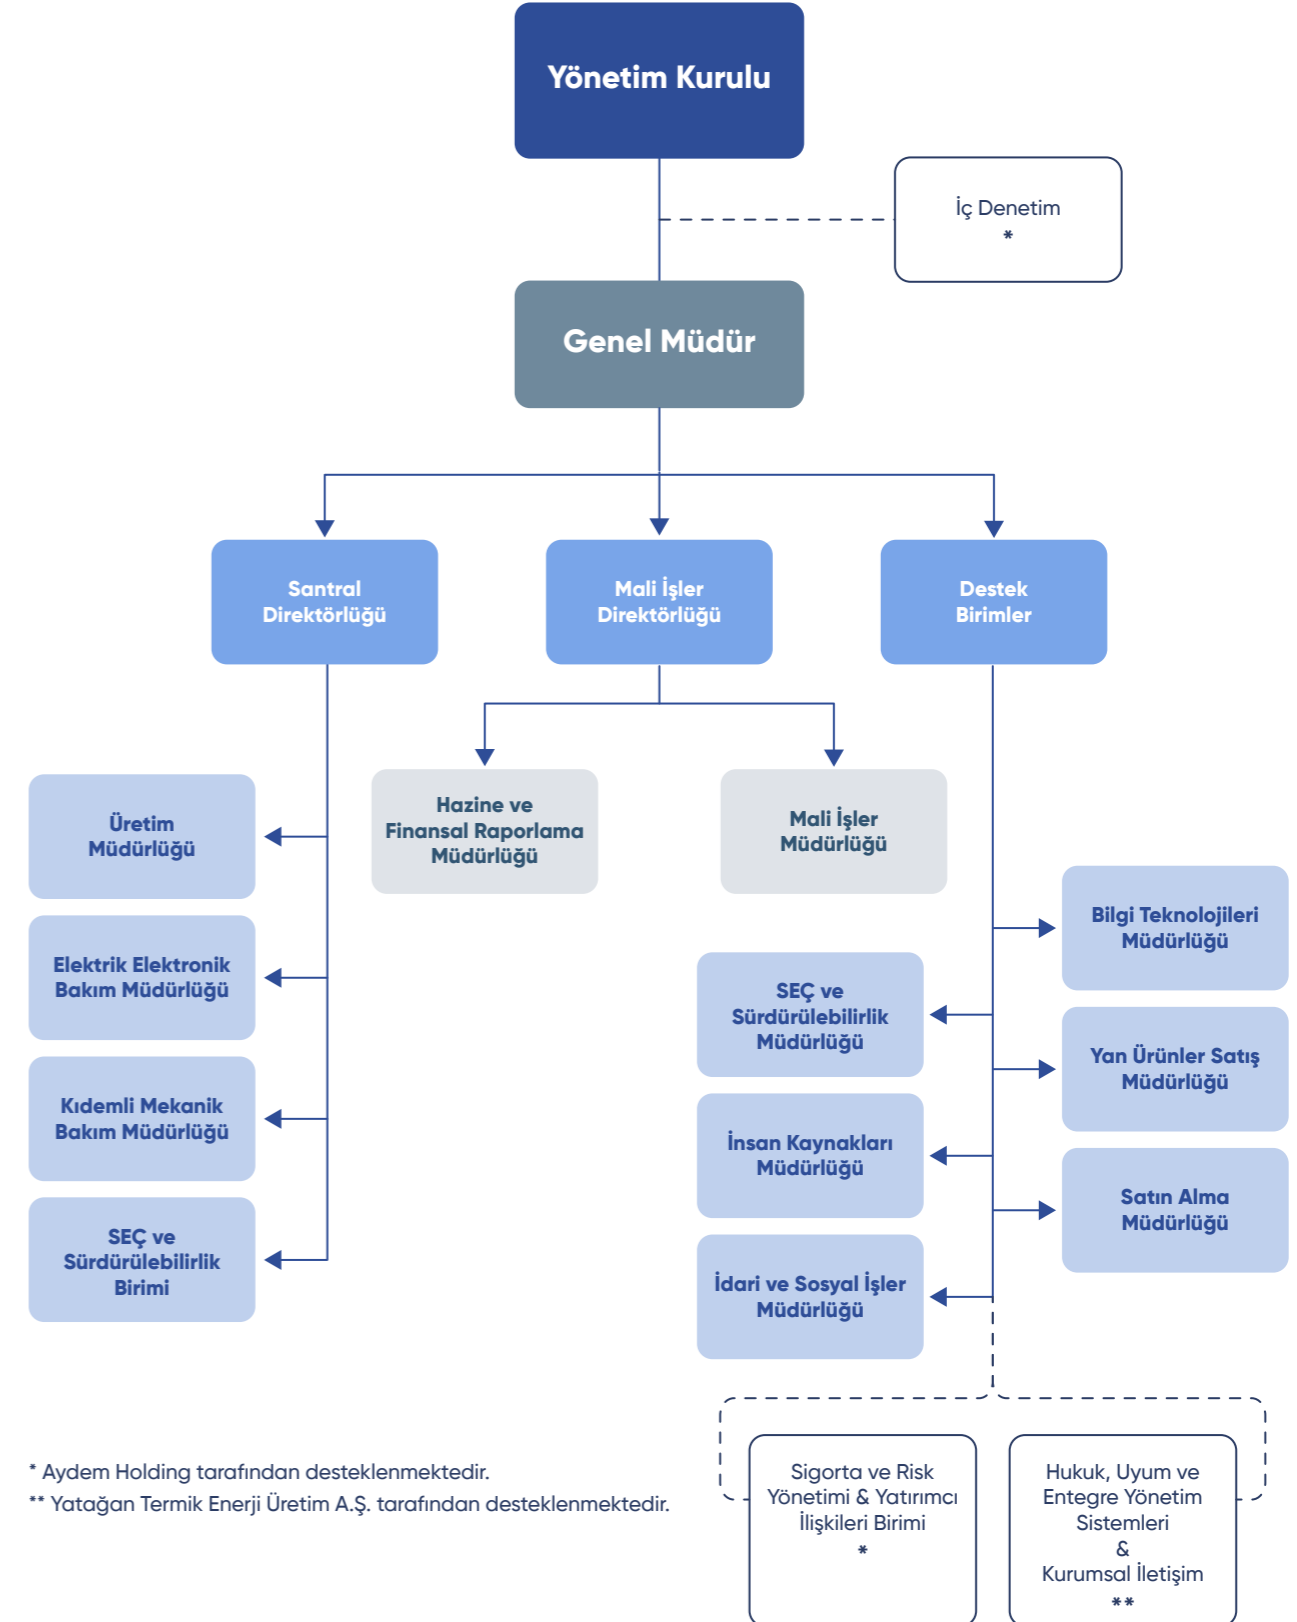 Yönetim Kurulu
İç Denetim
*
Genel Müdür
Santral
Direktörlüğü
Mali İşler
Direktörlüğü
Destek
Birimler
Üretim
Müdürlüğü
Elektrik Elektronik
Bakım Müdürlüğü
Kıdemli Mekanik
Bakım Müdürlüğü
SEÇ ve
Sürdürülebilirlik
Birimi
Hazine ve
Finansal Raporlama
Müdürlüğü
Mali İşler
Müdürlüğü
SEÇ ve
Sürdürülebilirlik
Müdürlüğü
İnsan Kaynakları
Müdürlüğü
İdari ve Sosyal İşler
Müdürlüğü
Bilgi Teknolojileri
Müdürlüğü
Yan Ürünler Satış
Müdürlüğü
Satın Alma
Müdürlüğü
Sigorta ve Risk
Yönetimi & Yatırımcı
İlişkileri Birimi
*
Hukuk, Uyum ve
Entegre Yönetim
Sistemleri
&
Kurumsal İletişim
**
* Aydem Holding tarafından desteklenmektedir.
** Yatağan Termik Enerji Üretim A.Ş. tarafından desteklenmektedir.